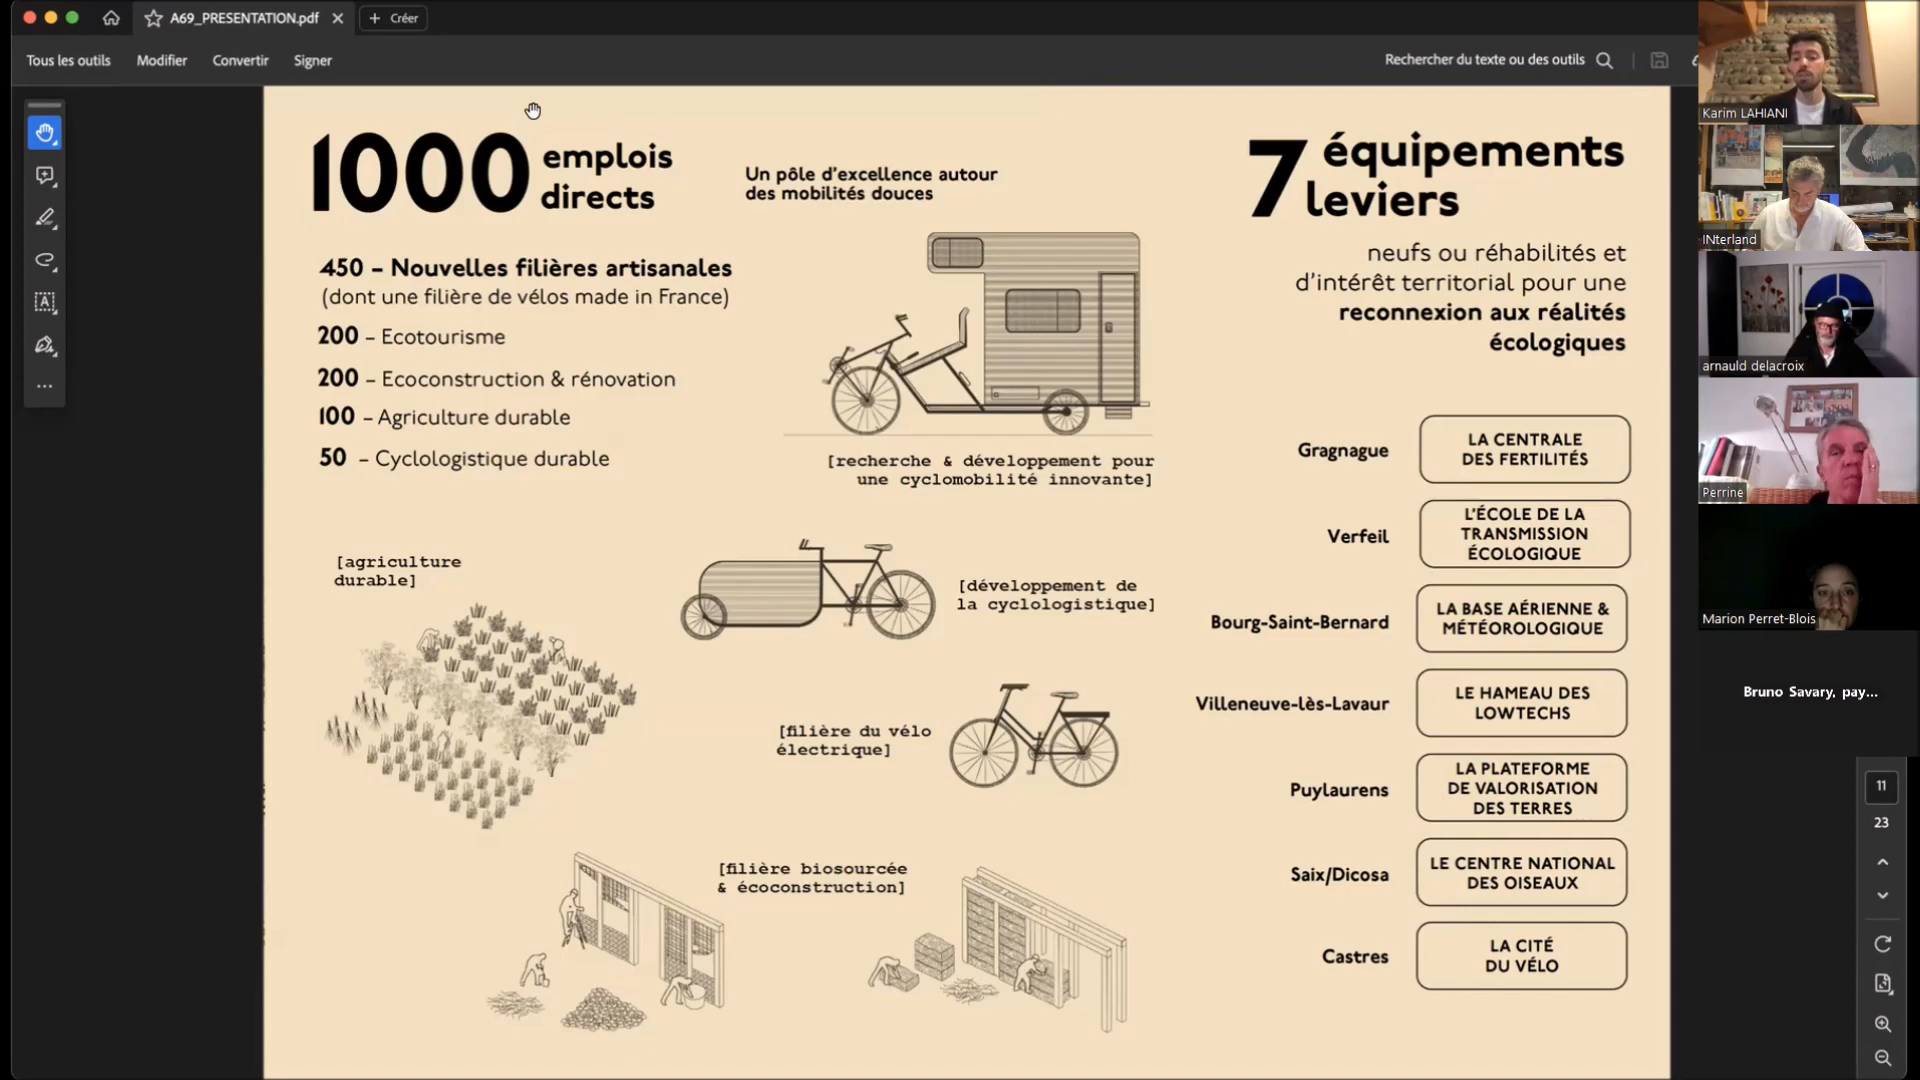 A69_PRESENTATION.pdf
Créer
Tous les outils
Modifier
Convertir
Signer
Rechercher du texte ou des outils
1000 emplois
directs
Un pôle d'excellence autour
des mobilités douces
450 – Nouvelles filières artisanales
(dont une filière de vélos made in France)
200 – Ecotourisme
200 – Ecoconstruction & rénovation
100 – Agriculture durable
50 – Cyclologistique durable
[recherche & développement pour
une cyclomobilité innovante]
[agriculture
durable]
[développement de
la cyclologistique]
[filière du vélo
électrique]
[filière biosourcée
& écoconstruction]
7 équipements
leviers
neufs ou réhabilités et
d'intérêt territorial pour une
reconnexion aux réalités
écologiques
Gragnague
LA CENTRALE
DES FERTILITÉS
Verfeil
L'ÉCOLE DE LA
TRANSMISSION
ÉCOLOGIQUE
Bourg-Saint-Bernard
LA BASE AÉRIENNE &
MÉTÉOROLOGIQUE
Villeneuve-lès-Lavaur
LE HAMEAU DES
LOWTECHS
Puylaurens
LA PLATEFORME
DE VALORISATION
DES TERRES
Saix/Dicosa
LE CENTRE NATIONAL
DES OISEAUX
Castres
LA CITÉ
DU VÉLO
Karim LAHIANI
INterland
arnauld delacroix
Perrine
Marion Perret-Blois
Bruno Savary, pay...
11
23